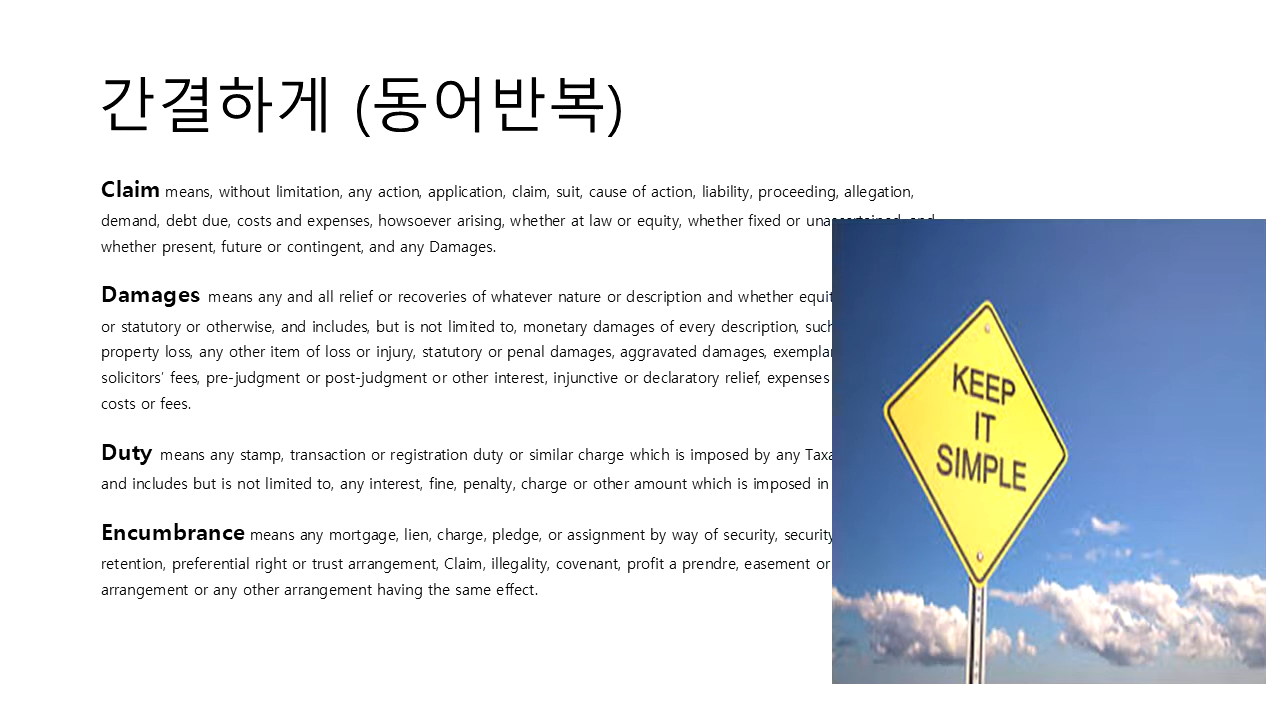 간결하게 (동어반복)
Claim means, without limitation, any action, application, claim, suit, cause of action, liability, proceeding, allegation,
demand, debt due, costs and expenses, howsoever arising, whether at law or equity, whether fixed or unascertained, and
whether present, future or contingent, and any Damages.
Damages means any and all relief or recoveries of whatever nature or description and whether
or statutory or otherwise, and includes, but is not limited to, monetary damages of every description, such
property loss, any other item of loss or injury, statutory or penal damages, aggravated damages,
solicitors' fees, pre-judgment or post-judgment or other interest, injunctive or declaratory relief, expenses
costs or fees.
Duty means any stamp, transaction or registration duty or similar charge which is imposed by any
and includes but is not limited to, any interest, fine, penalty, charge or other amount which is imposed in
Encumbrance means any mortgage, lien, charge, pledge, or assignment by way of security, security
retention, preferential right or trust arrangement, Claim, illegality, covenant, profit a prendre, easement or
arrangement or any other arrangement having the same effect.
KEEP
IT
SIMPLE